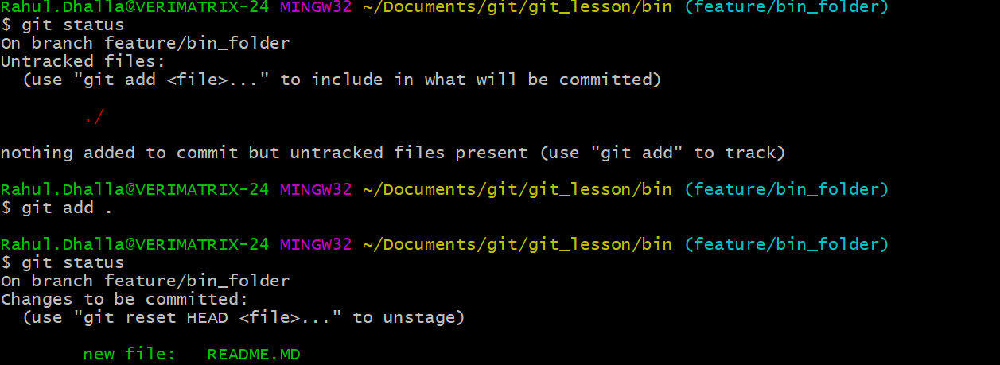 Rahul.Dhalla@VERIMATRIX-24 MINGW32 ~/Documents/git/git_lesson/bin (feature/bin_folder)
$ git status
On branch feature/bin_folder
Untracked files:
  (use "git add <file>..." to include in what will be committed)
        ./
nothing added to commit but untracked files present (use "git add" to track)
Rahul.Dhalla@VERIMATRIX-24 MINGW32 ~/Documents/git/git_lesson/bin (feature/bin_folder)
$ git add .
Rahul.Dhalla@VERIMATRIX-24 MINGW32 ~/Documents/git/git_lesson/bin (feature/bin_folder)
$ git status
On branch feature/bin_folder
Changes to be committed:
  (use "git reset HEAD <file>..." to unstage)
        new file:   README.MD